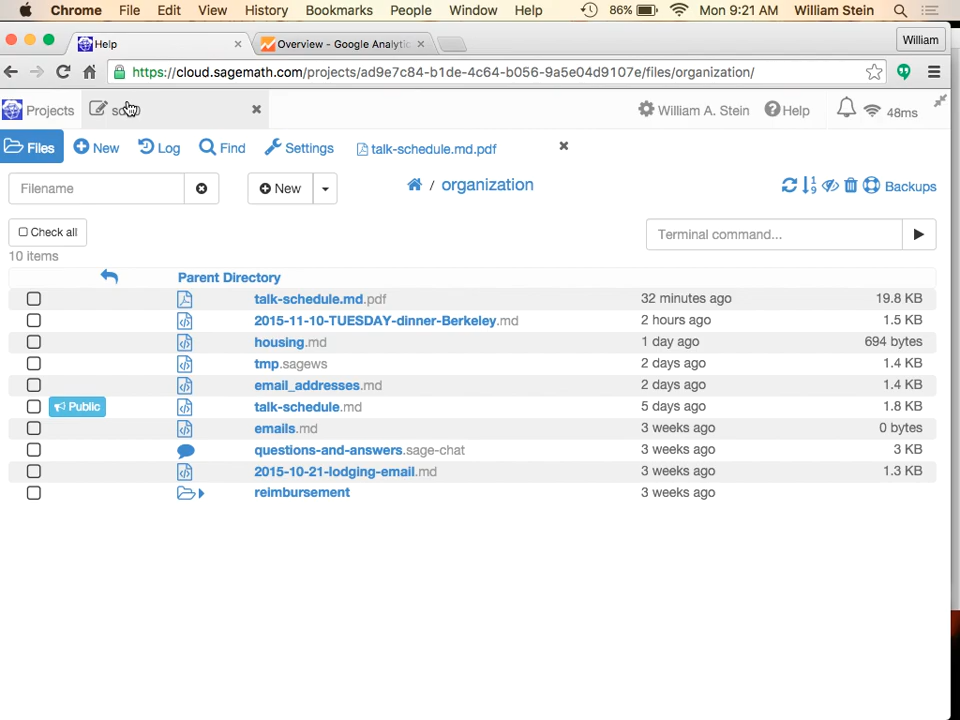 Chrome File Edit View History Bookmarks People Window Help 86% Mon 9:21 AM William Stein
Help Overview - Google Analytic William
https://cloud.sagemath.com/projects/ad9e7c84-b1de-4c64-b056-9a5e04d9107e/files/organization/
Projects William A. Stein Help 48ms
Files New Log Find Settings talk-schedule.md.pdf
Filename New / organization Backups
Check all Terminal command...
10 items
Parent Directory
talk-schedule.md.pdf 32 minutes ago 19.8 KB
2015-11-10-TUESDAY-dinner-Berkeley.md 2 hours ago 1.5 KB
housing.md 1 day ago 694 bytes
tmp.sagews 2 days ago 1.4 KB
email_addresses.md 2 days ago 1.4 KB
Public talk-schedule.md 5 days ago 1.8 KB
emails.md 3 weeks ago 0 bytes
questions-and-answers.sage-chat 3 weeks ago 3 KB
2015-10-21-lodging-email.md 3 weeks ago 1.3 KB
reimbursement 3 weeks ago